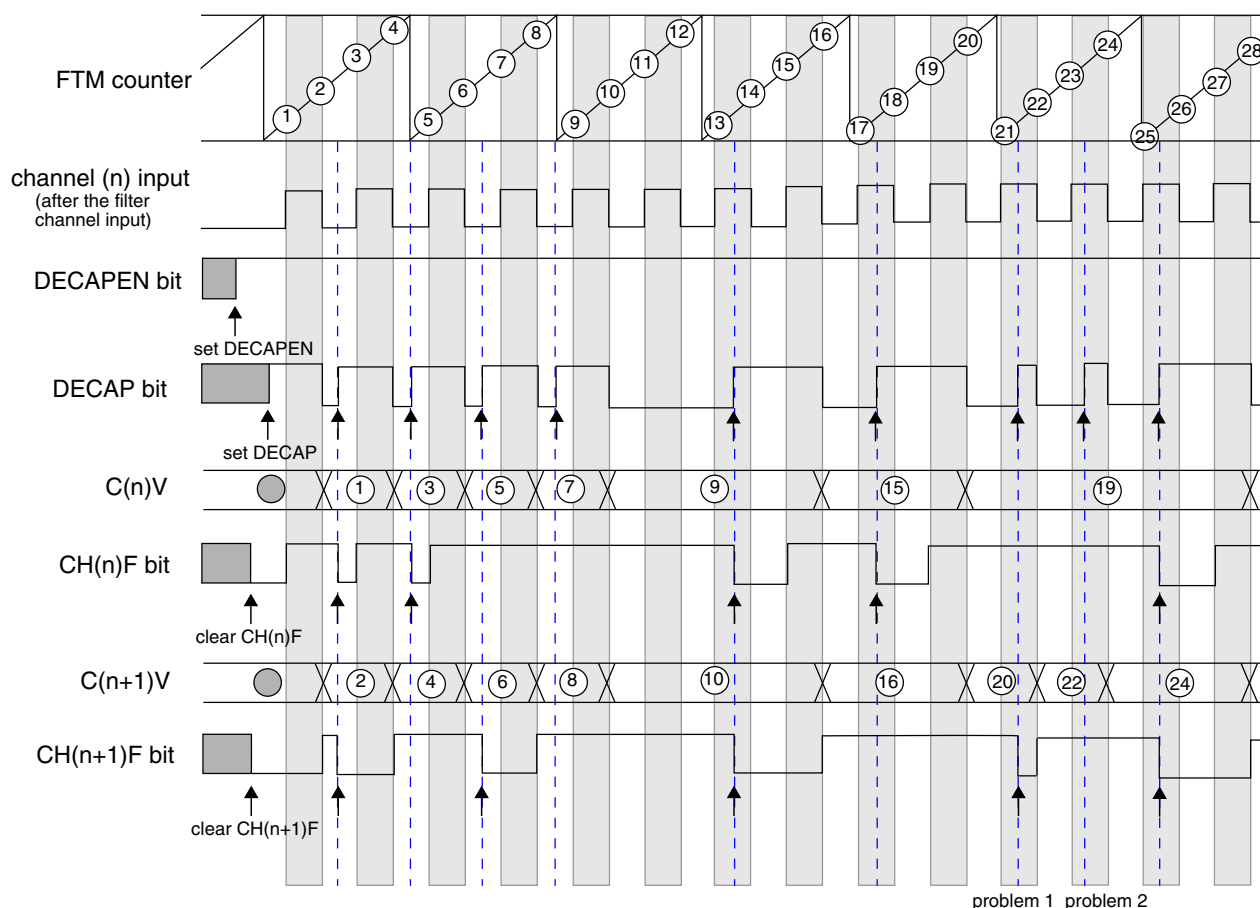 4 8 12 16 20 24 28
3 7 11 15 19 23 27
FTM counter
2 6 10 14 18 22 26
1 5 9 13 17 21 25
channel (n) input
(after the filter
channel input)
DECAPEN bit
set DECAPEN
DECAP bit
set DECAP
C(n)V 1 3 5 7 9 15 19
CH(n)F bit
clear CH(n)F
C(n+1)V 2 4 6 8 10 16 20 22 24
CH(n+1)F bit
clear CH(n+1)F
problem 1 problem 2